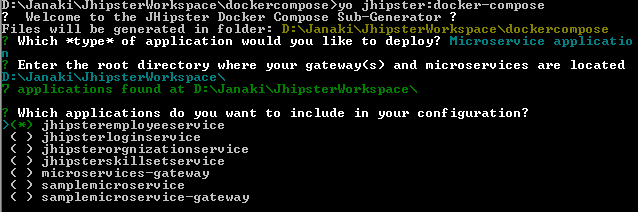 D:\Janaki\JhipsterWorkspace\dockercompose>yo jhipster:docker-compose
?  Welcome to the JHipster Docker Compose Sub-Generator ?
Files will be generated in folder: D:\Janaki\JhipsterWorkspace\dockercompose
? Which *type* of application would you like to deploy? Microservice applicatio
n
? Enter the root directory where your gateway(s) and microservices are located
D:\Janaki\JhipsterWorkspace\
7 applications found at D:\Janaki\JhipsterWorkspace\
? Which applications do you want to include in your configuration?
>(*) jhipsteremployeeservice
( ) jhipsterloginservice
( ) jhipsterorgnizationservice
( ) jhipsterskillsetservice
( ) microservices-gateway
( ) samplemicroservice
( ) samplemicroservice-gateway